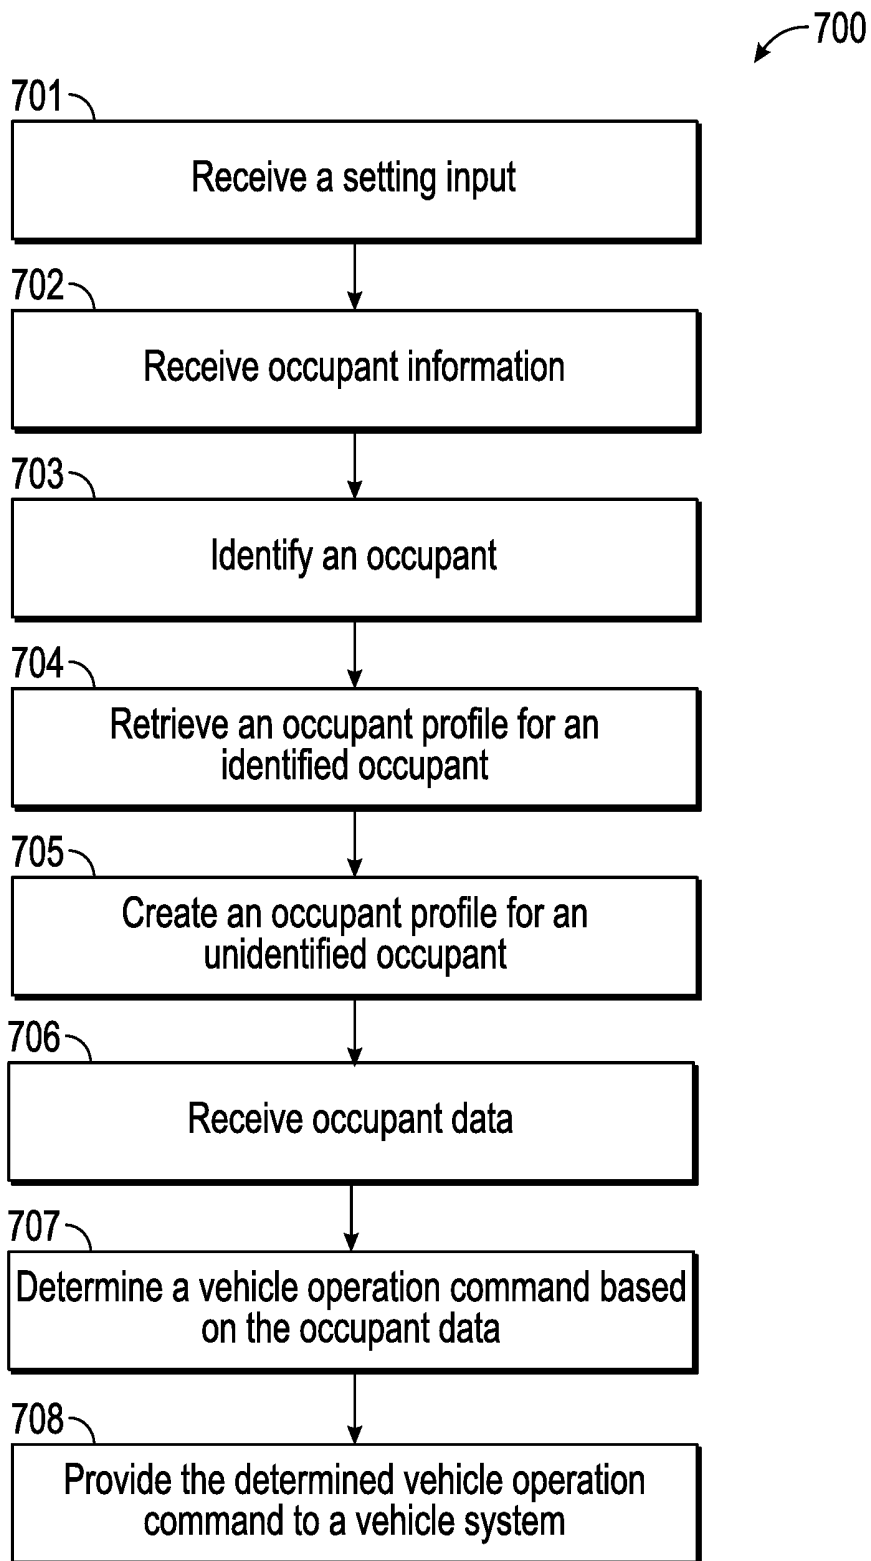 700
701
Receive a setting input
702
Receive occupant information
703
Identify an occupant
704
Retrieve an occupant profile for an
identified occupant
705
Create an occupant profile for an
unidentified occupant
706
Receive occupant data
707
Determine a vehicle operation command based
on the occupant data
708
Provide the determined vehicle operation
command to a vehicle system